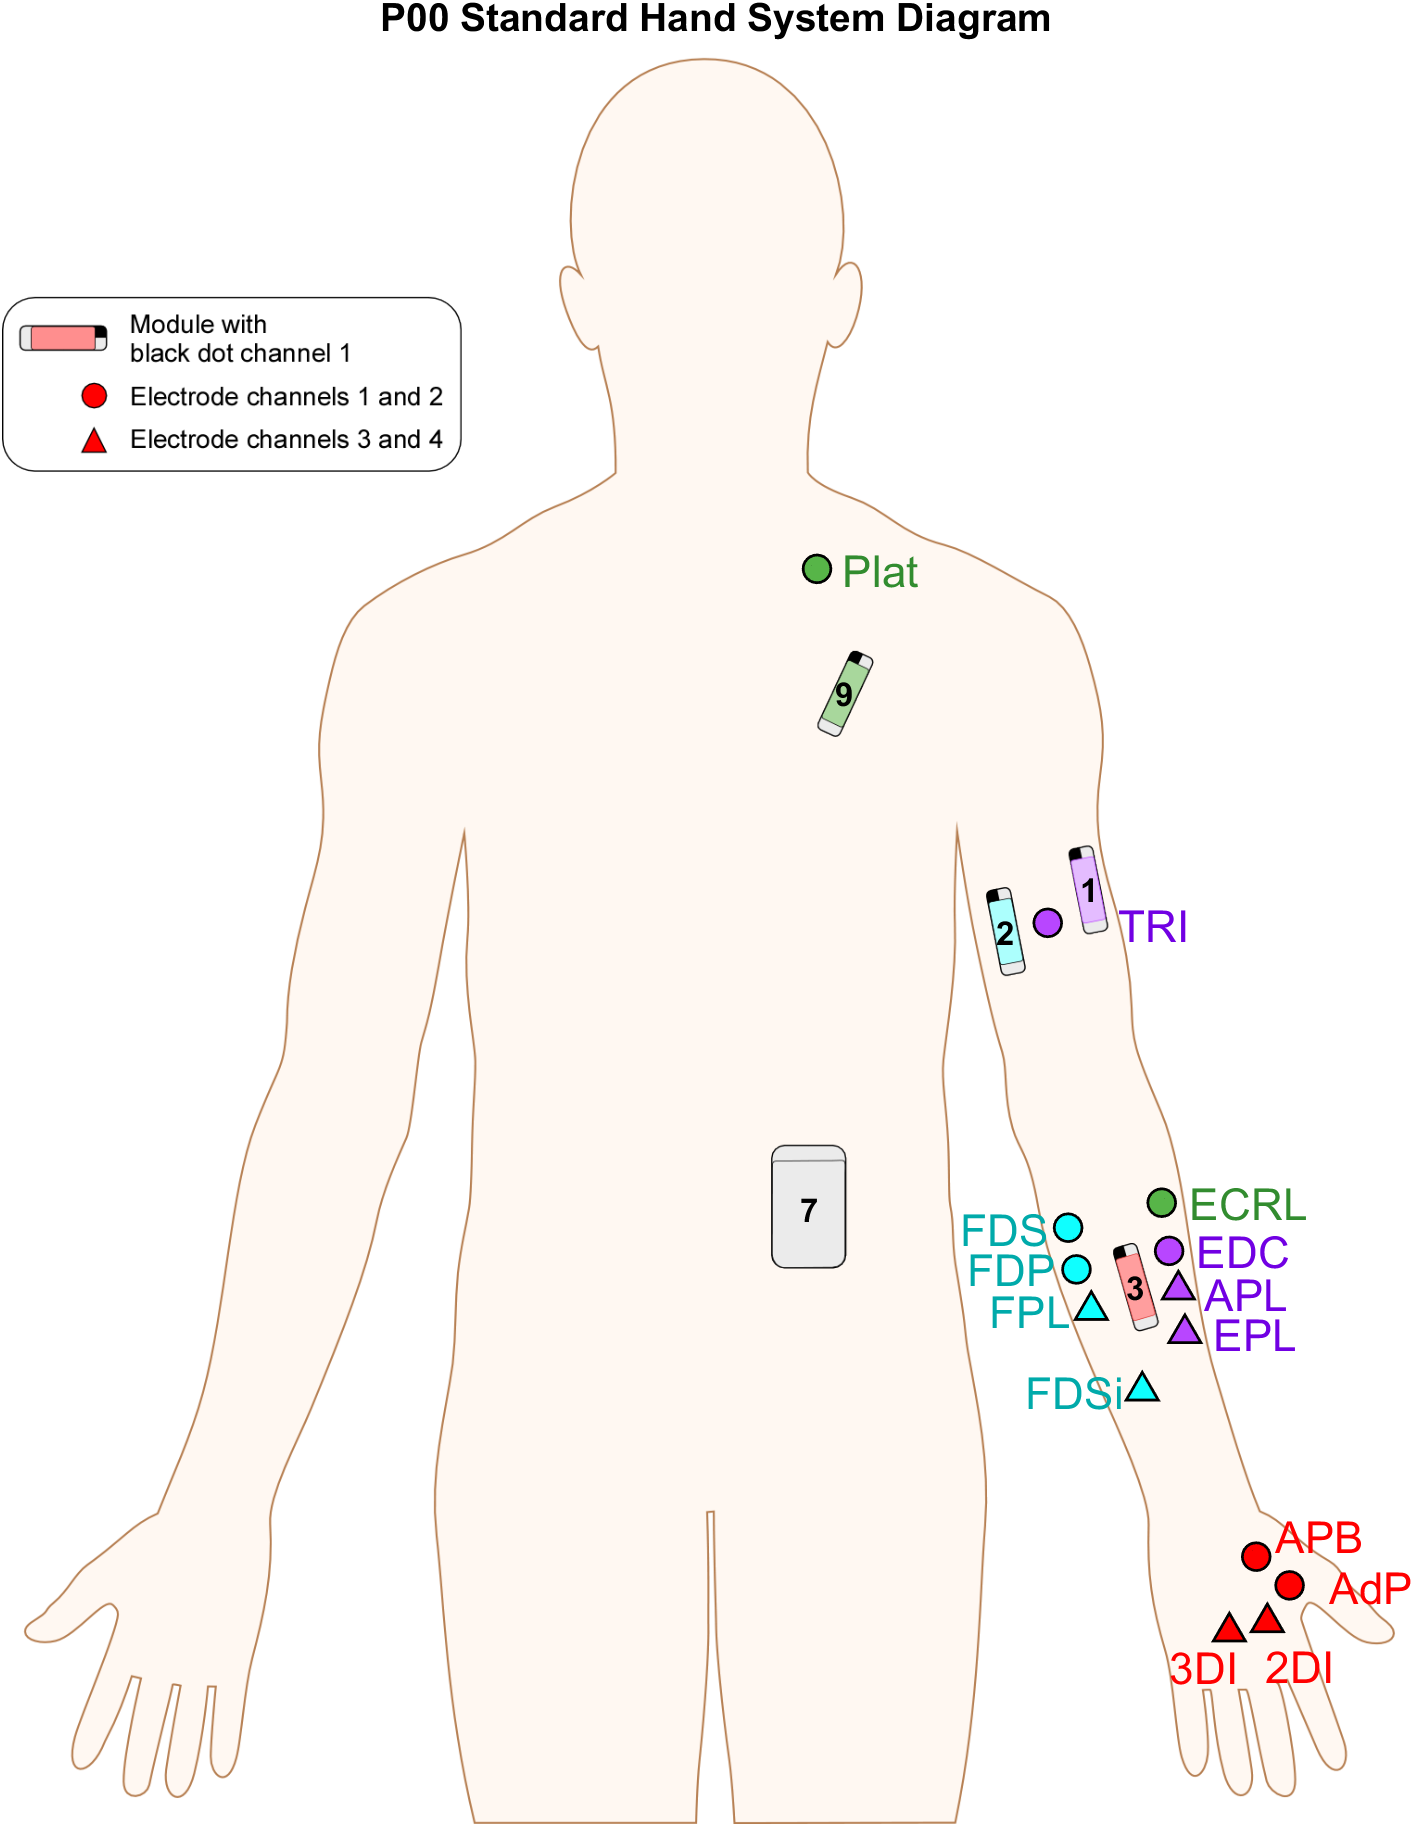 P00 Standard Hand System Diagram
Module with
black dot channel 1
Electrode channels 1 and 2
Electrode channels 3 and 4
Plat
9
1
2
TRI
7
ECRL
FDS
EDC
FDP
3
APL
FPL
EPL
FDSi
APB
AdP
3DI
2DI